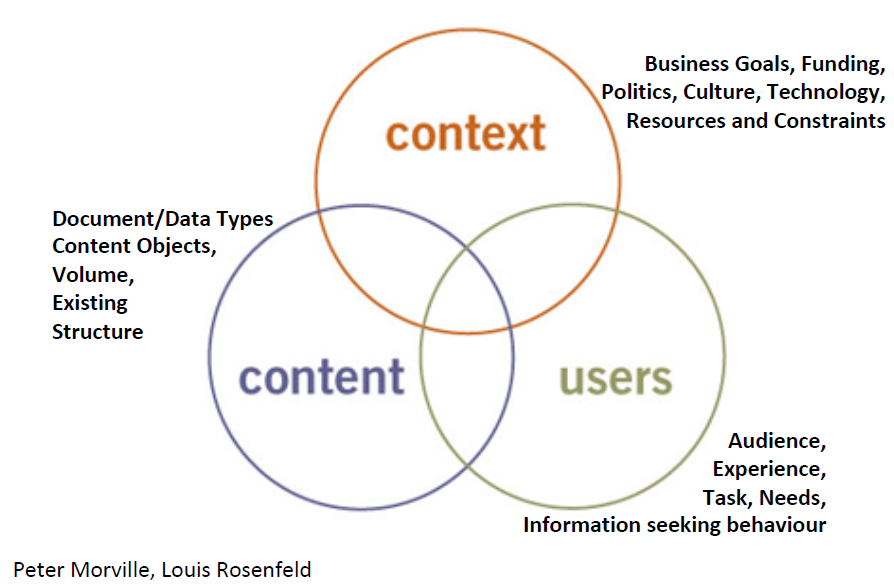 Business Goals, Funding,
Politics, Culture, Technology,
Resources and Constraints
context
Document/Data Types
Content Objects,
Volume,
Existing
Structure
content
users
Audience,
Experience,
Task, Needs,
Information seeking behaviour
Peter Morville, Louis Rosenfeld